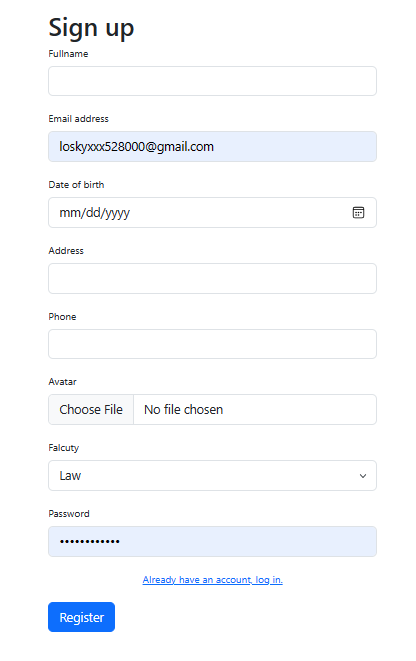 Sign up
Fullname
Email address
loskyxxx528000@gmail.com
Date of birth
mm/dd/yyyy
Address
Phone
Avatar
Choose File No file chosen
Falcuty
Law
Password
••••••••••••
Already have an account, log in.
Register